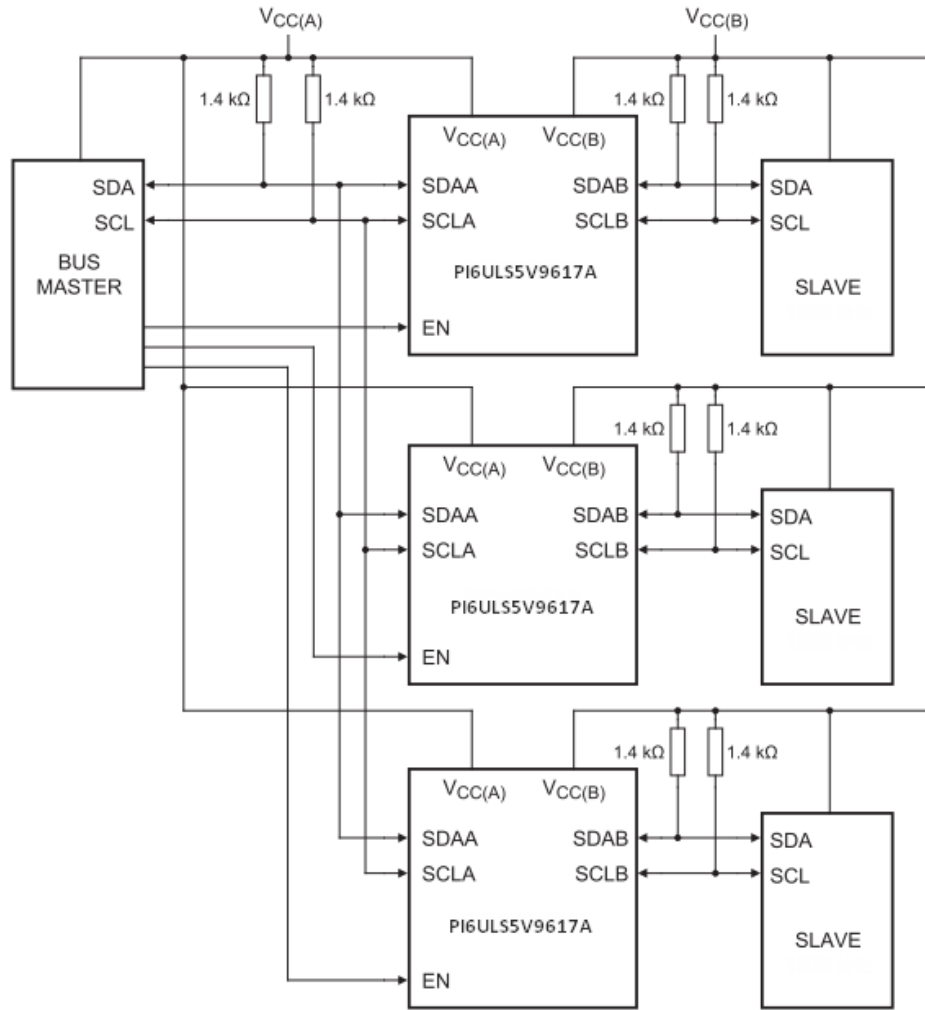 VCC(A)
VCC(B)
1.4 kΩ
1.4 kΩ
1.4 kΩ
1.4 kΩ
VCC(A)
VCC(B)
SDA
SDAA
SDAB
SDA
SCL
SCLA
SCLB
SCL
BUS
MASTER
PI6ULS5V9617A
SLAVE
EN
1.4 kΩ
1.4 kΩ
VCC(A)
VCC(B)
SDAA
SDAB
SDA
SCLA
SCLB
SCL
PI6ULS5V9617A
SLAVE
EN
1.4 kΩ
1.4 kΩ
VCC(A)
VCC(B)
SDAA
SDAB
SDA
SCLA
SCLB
SCL
PI6ULS5V9617A
SLAVE
EN